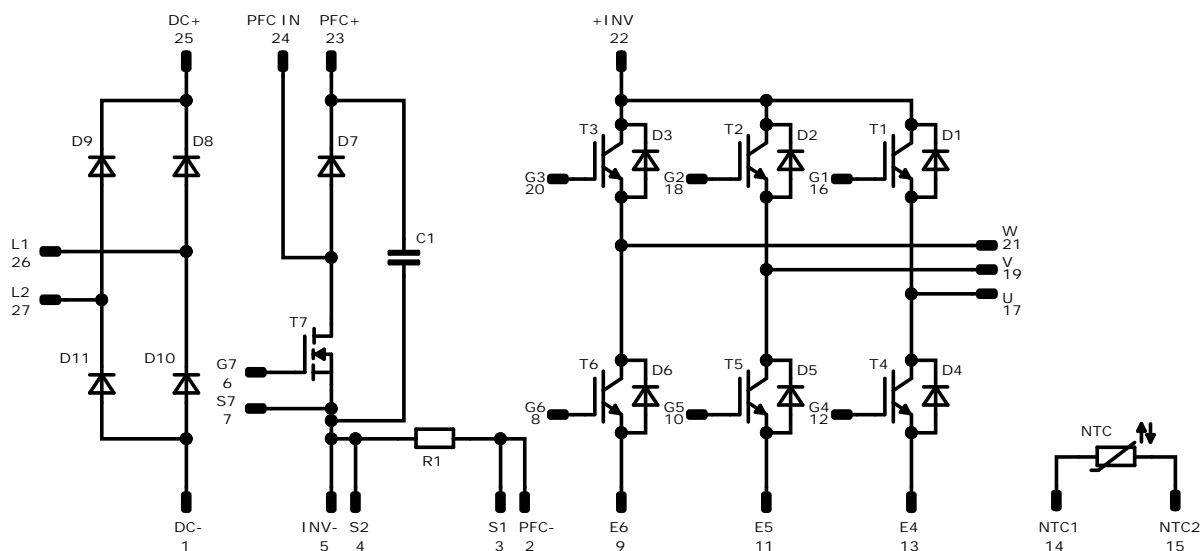 DC+
25
PFC IN
24
PFC+
23
+INV
22
D9
D8
D7
T3
D3
T2
D2
T1
D1
G3
20
G2
18
G1
16
L1
26
C1
W
21
V
19
U
17
L2
27
T7
D11
D10
G7
6
S7
7
T6
D6
T5
D5
T4
D4
G6
8
G5
10
G4
12
R1
NTC
DC-
1
INV-
5
S2
4
S1
3
PFC-
2
E6
9
E5
11
E4
13
NTC1
14
NTC2
15